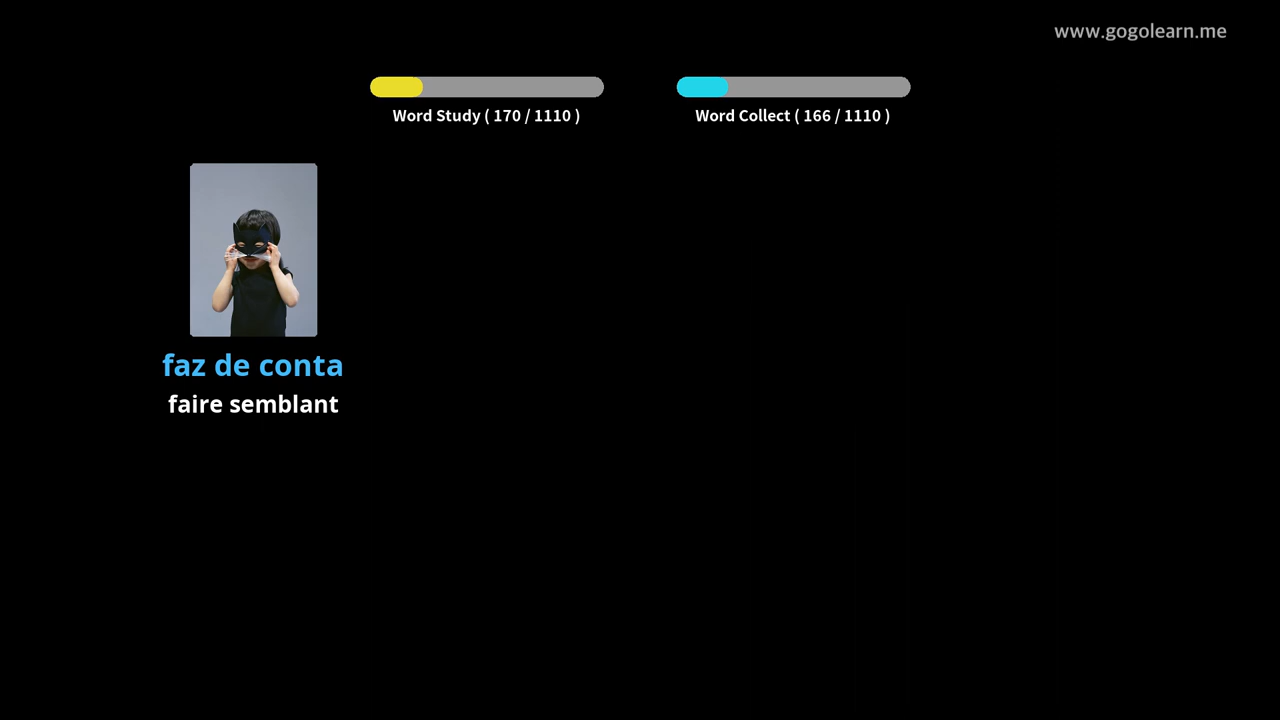 www.gogolearn.me
Word Study ( 170 / 1110 )
Word Collect ( 166 / 1110 )
faz de conta
faire semblant